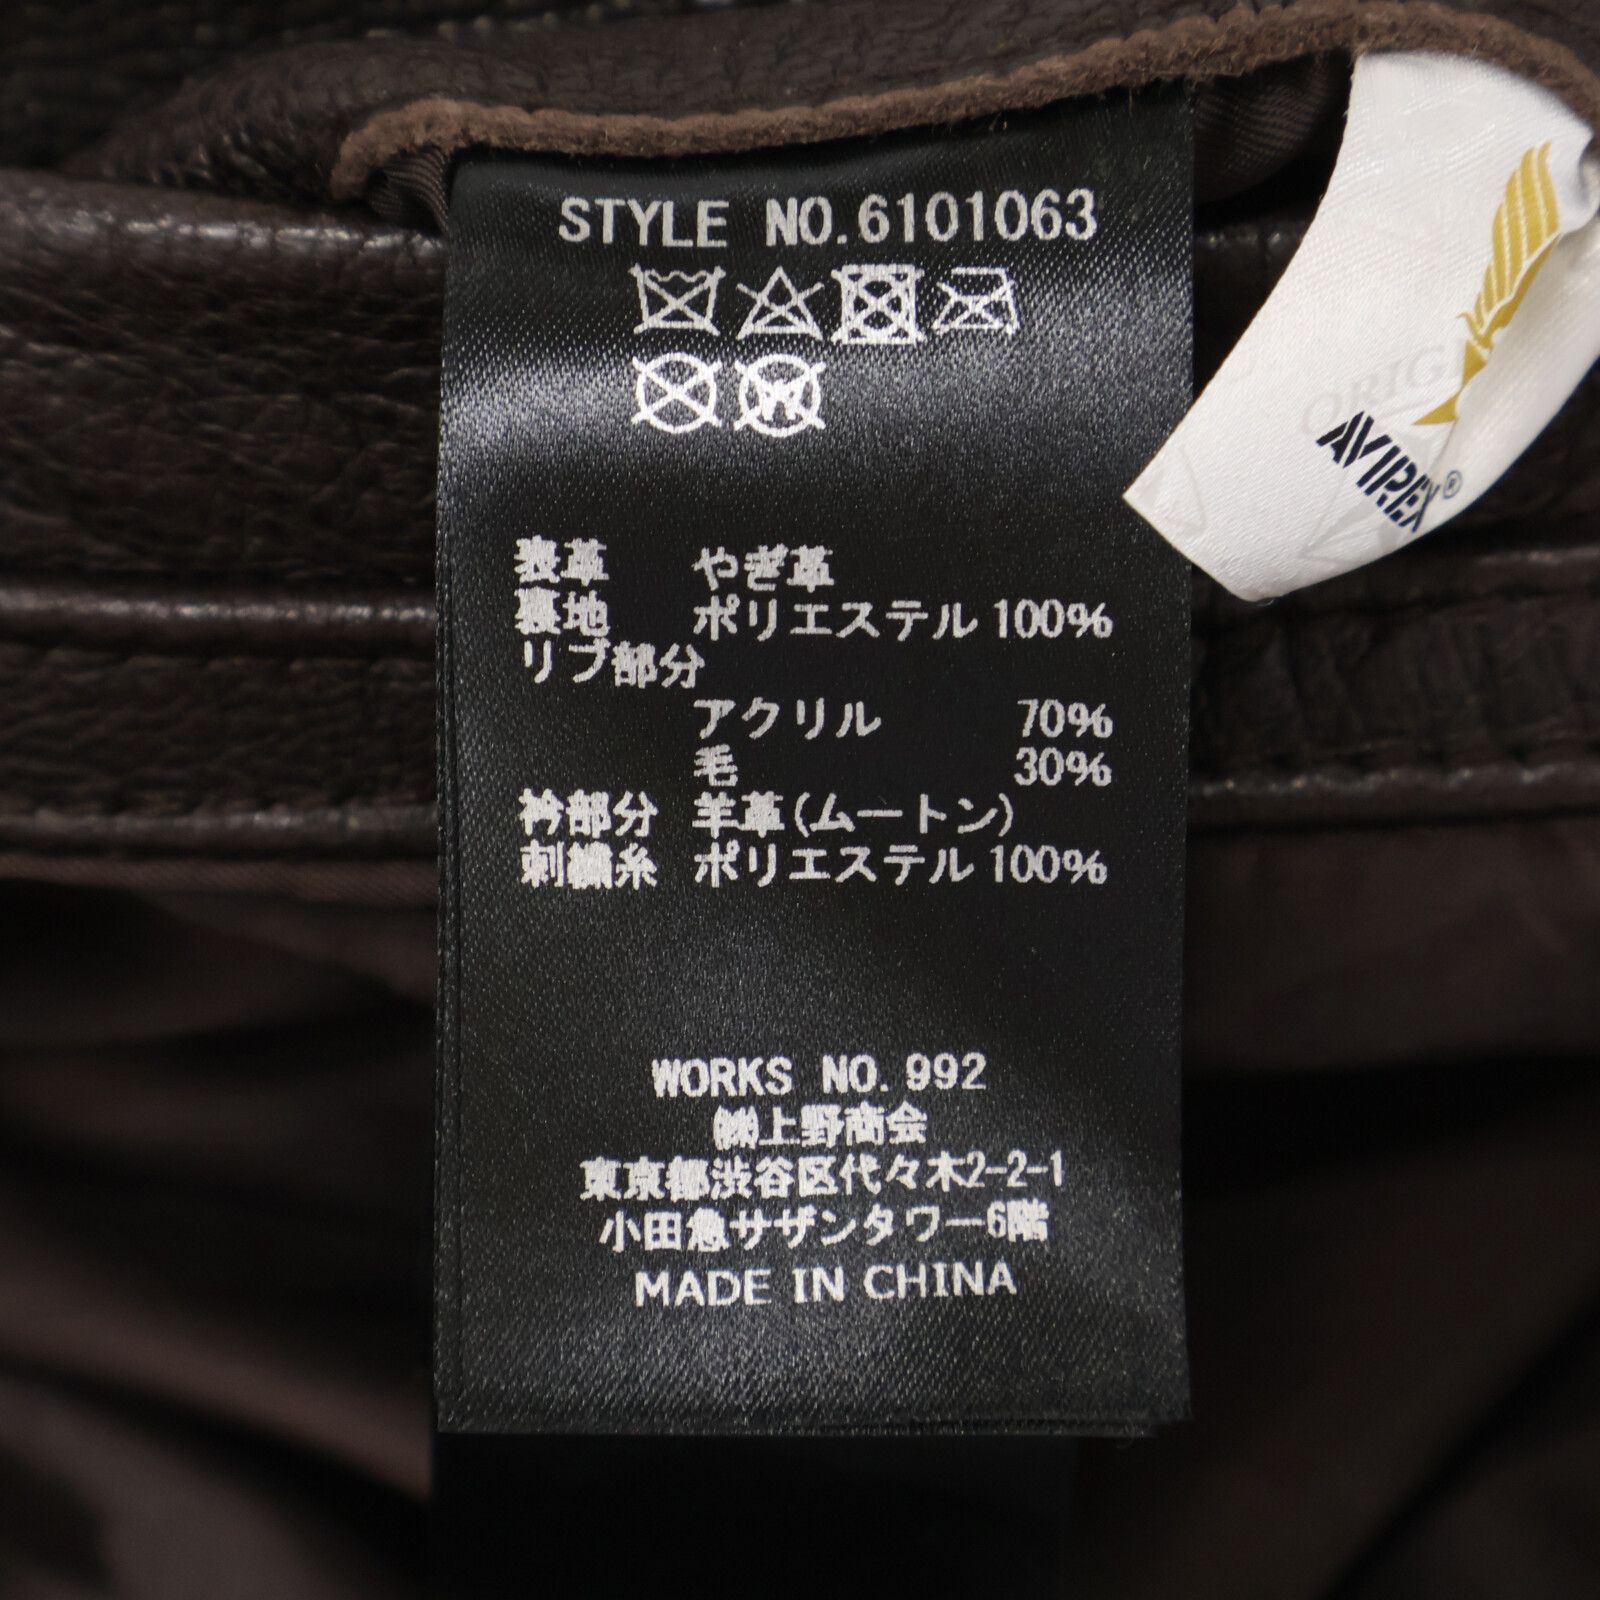 STYLE NO.6101063
表革 やぎ革
裏地 ポリエステル 100%
リブ部分
アクリル 70%
毛 30%
衿部分 羊革(ムートン)
刺繍糸 ポリエステル 100%
WORKS NO. 992
㈱上野商会
東京都渋谷区代々木2-2-1
小田急サザンタワー6階
MADE IN CHINA
AVIREX®